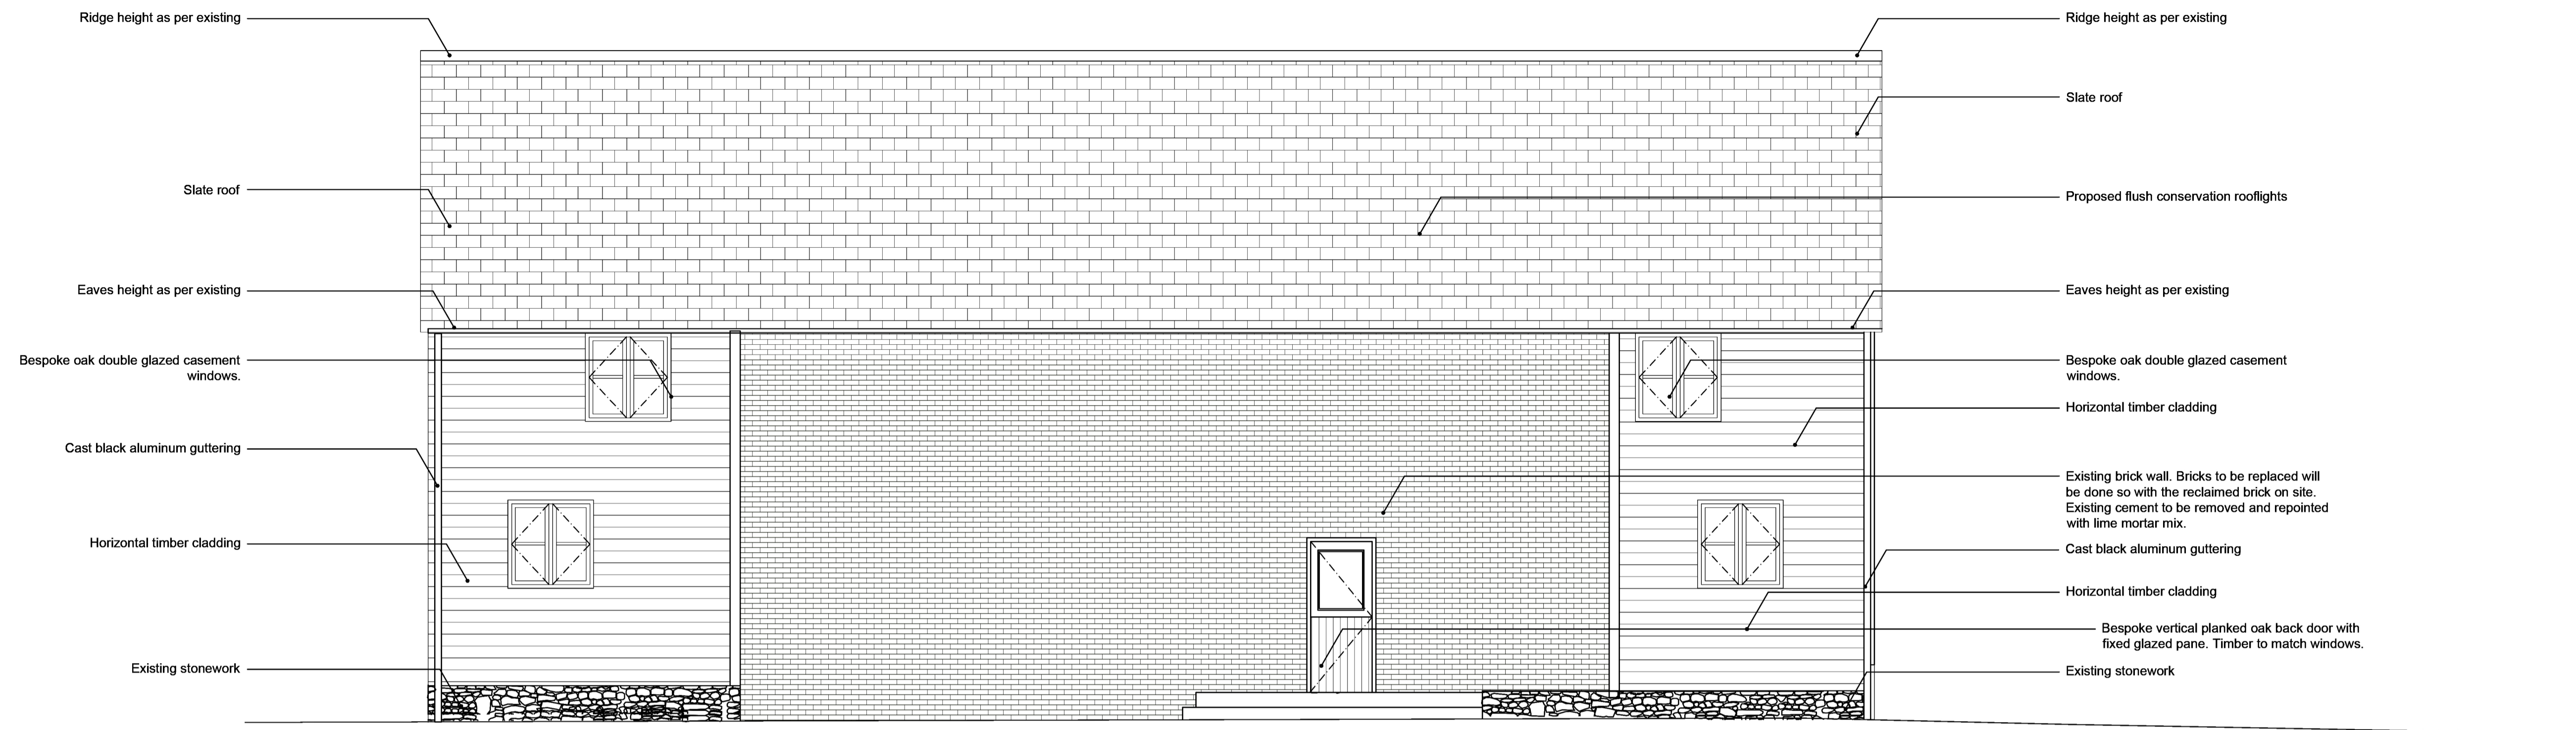 Ridge height as per existing
Slate roof
Eaves height as per existing
Bespoke oak double glazed casement
windows.
Cast black aluminum guttering
Horizontal timber cladding
Existing stonework
Ridge height as per existing
Slate roof
Proposed flush conservation rooflights
Eaves height as per existing
Bespoke oak double glazed casement
windows.
Horizontal timber cladding
Existing brick wall. Bricks to be replaced will
be done so with the reclaimed brick on site.
Existing cement to be removed and repointed
with lime mortar mix.
Cast black aluminum guttering
Horizontal timber cladding
Bespoke vertical planked oak back door with
fixed glazed pane. Timber to match windows.
Existing stonework